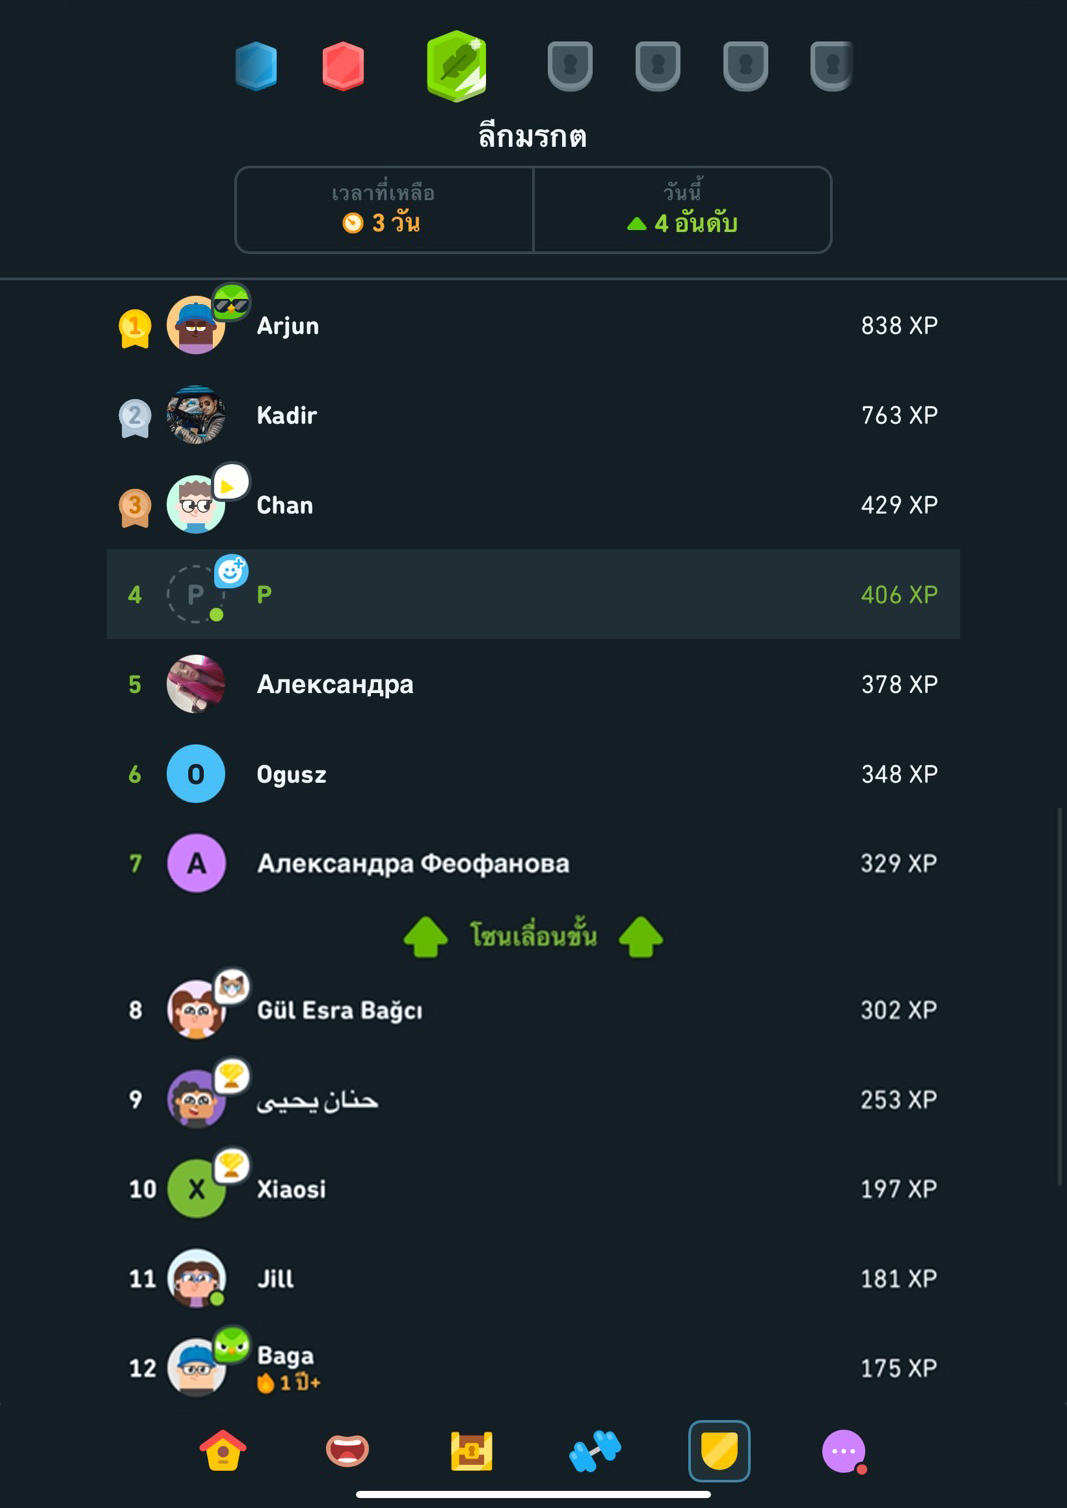 ลีกมรกต
เวลาที่เหลือ
3 วัน
วันนี้
4 อันดับ
1 Arjun 838 XP
2 Kadir 763 XP
3 Chan 429 XP
4 P P 406 XP
5 Александра 378 XP
6 O Ogusz 348 XP
7 A Александра Феофанова 329 XP
โซนเลื่อนขั้น
8 Gül Esra Bağcı 302 XP
9 حنان يحيى 253 XP
10 X Xiaosi 197 XP
11 Jill 181 XP
12 Baga 175 XP
1 ปี+